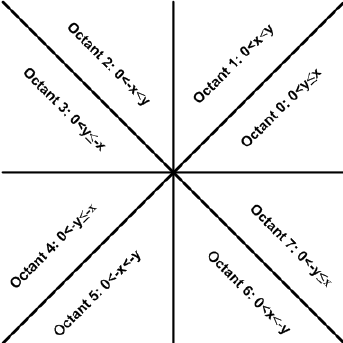 Octant 2: 0<-x<y
Octant 1: 0<x<y
Octant 3: 0<y≤-x
Octant 0: 0<y≤x
Octant 4: 0<-y≤-x
Octant 7: 0<-y≤x
Octant 5: 0<-x<-y
Octant 6: 0<x<-y